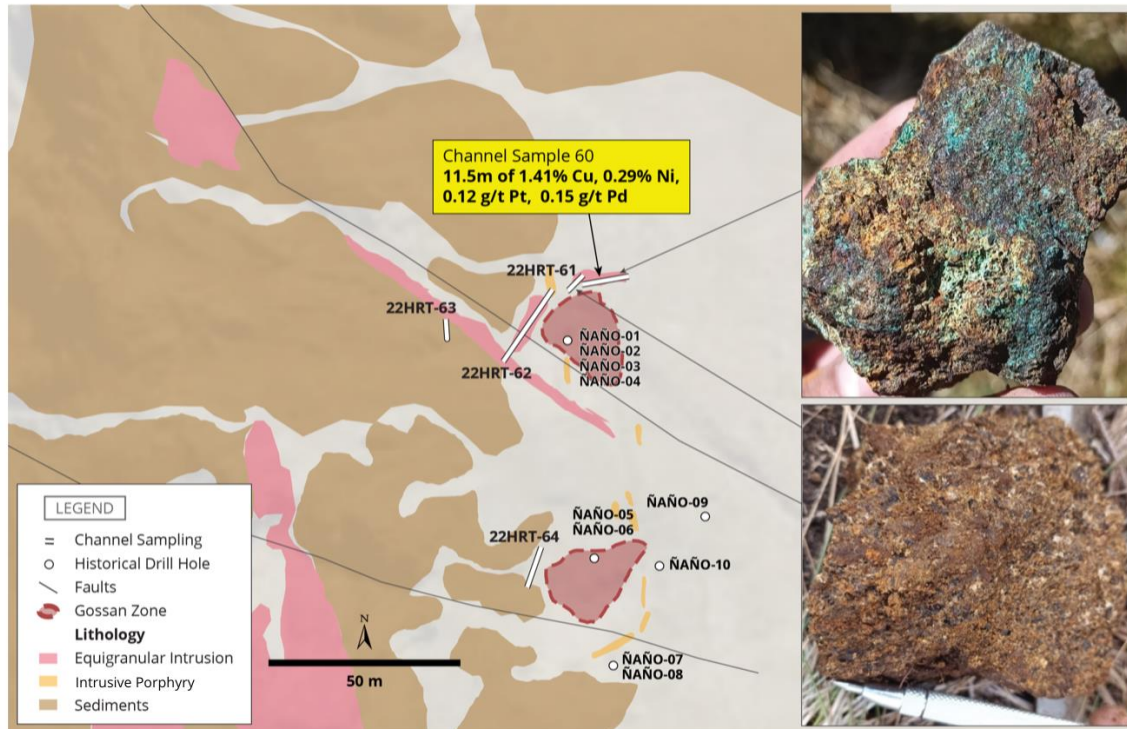 Channel Sample 60
11.5m of 1.41% Cu, 0.29% Ni,
0.12 g/t Pt, 0.15 g/t Pd
22HRT-61
22HRT-63
ÑAÑO-01
ÑAÑO-02
ÑAÑO-03
ÑAÑO-04
22HRT-62
ÑAÑO-09
ÑAÑO-05
ÑAÑO-06
22HRT-64
ÑAÑO-10
ÑAÑO-07
ÑAÑO-08
LEGEND
Channel Sampling
Historical Drill Hole
Faults
Gossan Zone
Lithology
Equigranular Intrusion
Intrusive Porphyry
Sediments
N
50 m